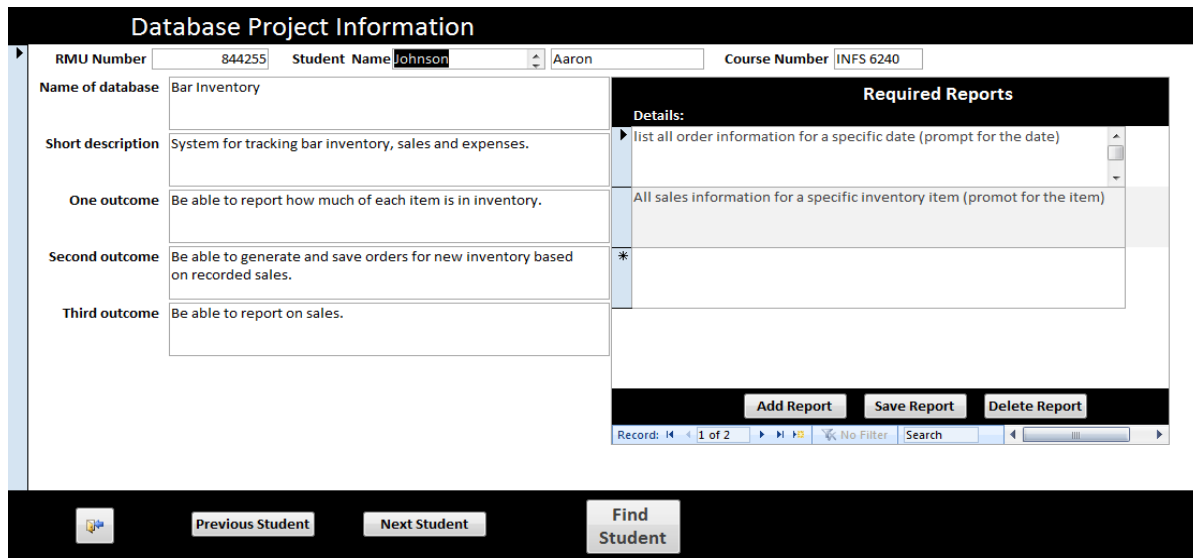 Database Project Information
RMU Number 844255 Student Name Johnson Aaron Course Number INFS 6240
Name of database Bar Inventory
Short description System for tracking bar inventory, sales and expenses.
One outcome Be able to report how much of each item is in inventory.
Second outcome Be able to generate and save orders for new inventory based
on recorded sales.
Third outcome Be able to report on sales.
Required Reports
Details:
list all order information for a specific date (prompt for the date)
All sales information for a specific inventory item (promot for the item)
Add Report Save Report Delete Report
Record: 1 of 2 No Filter Search
Previous Student Next Student Find
Student